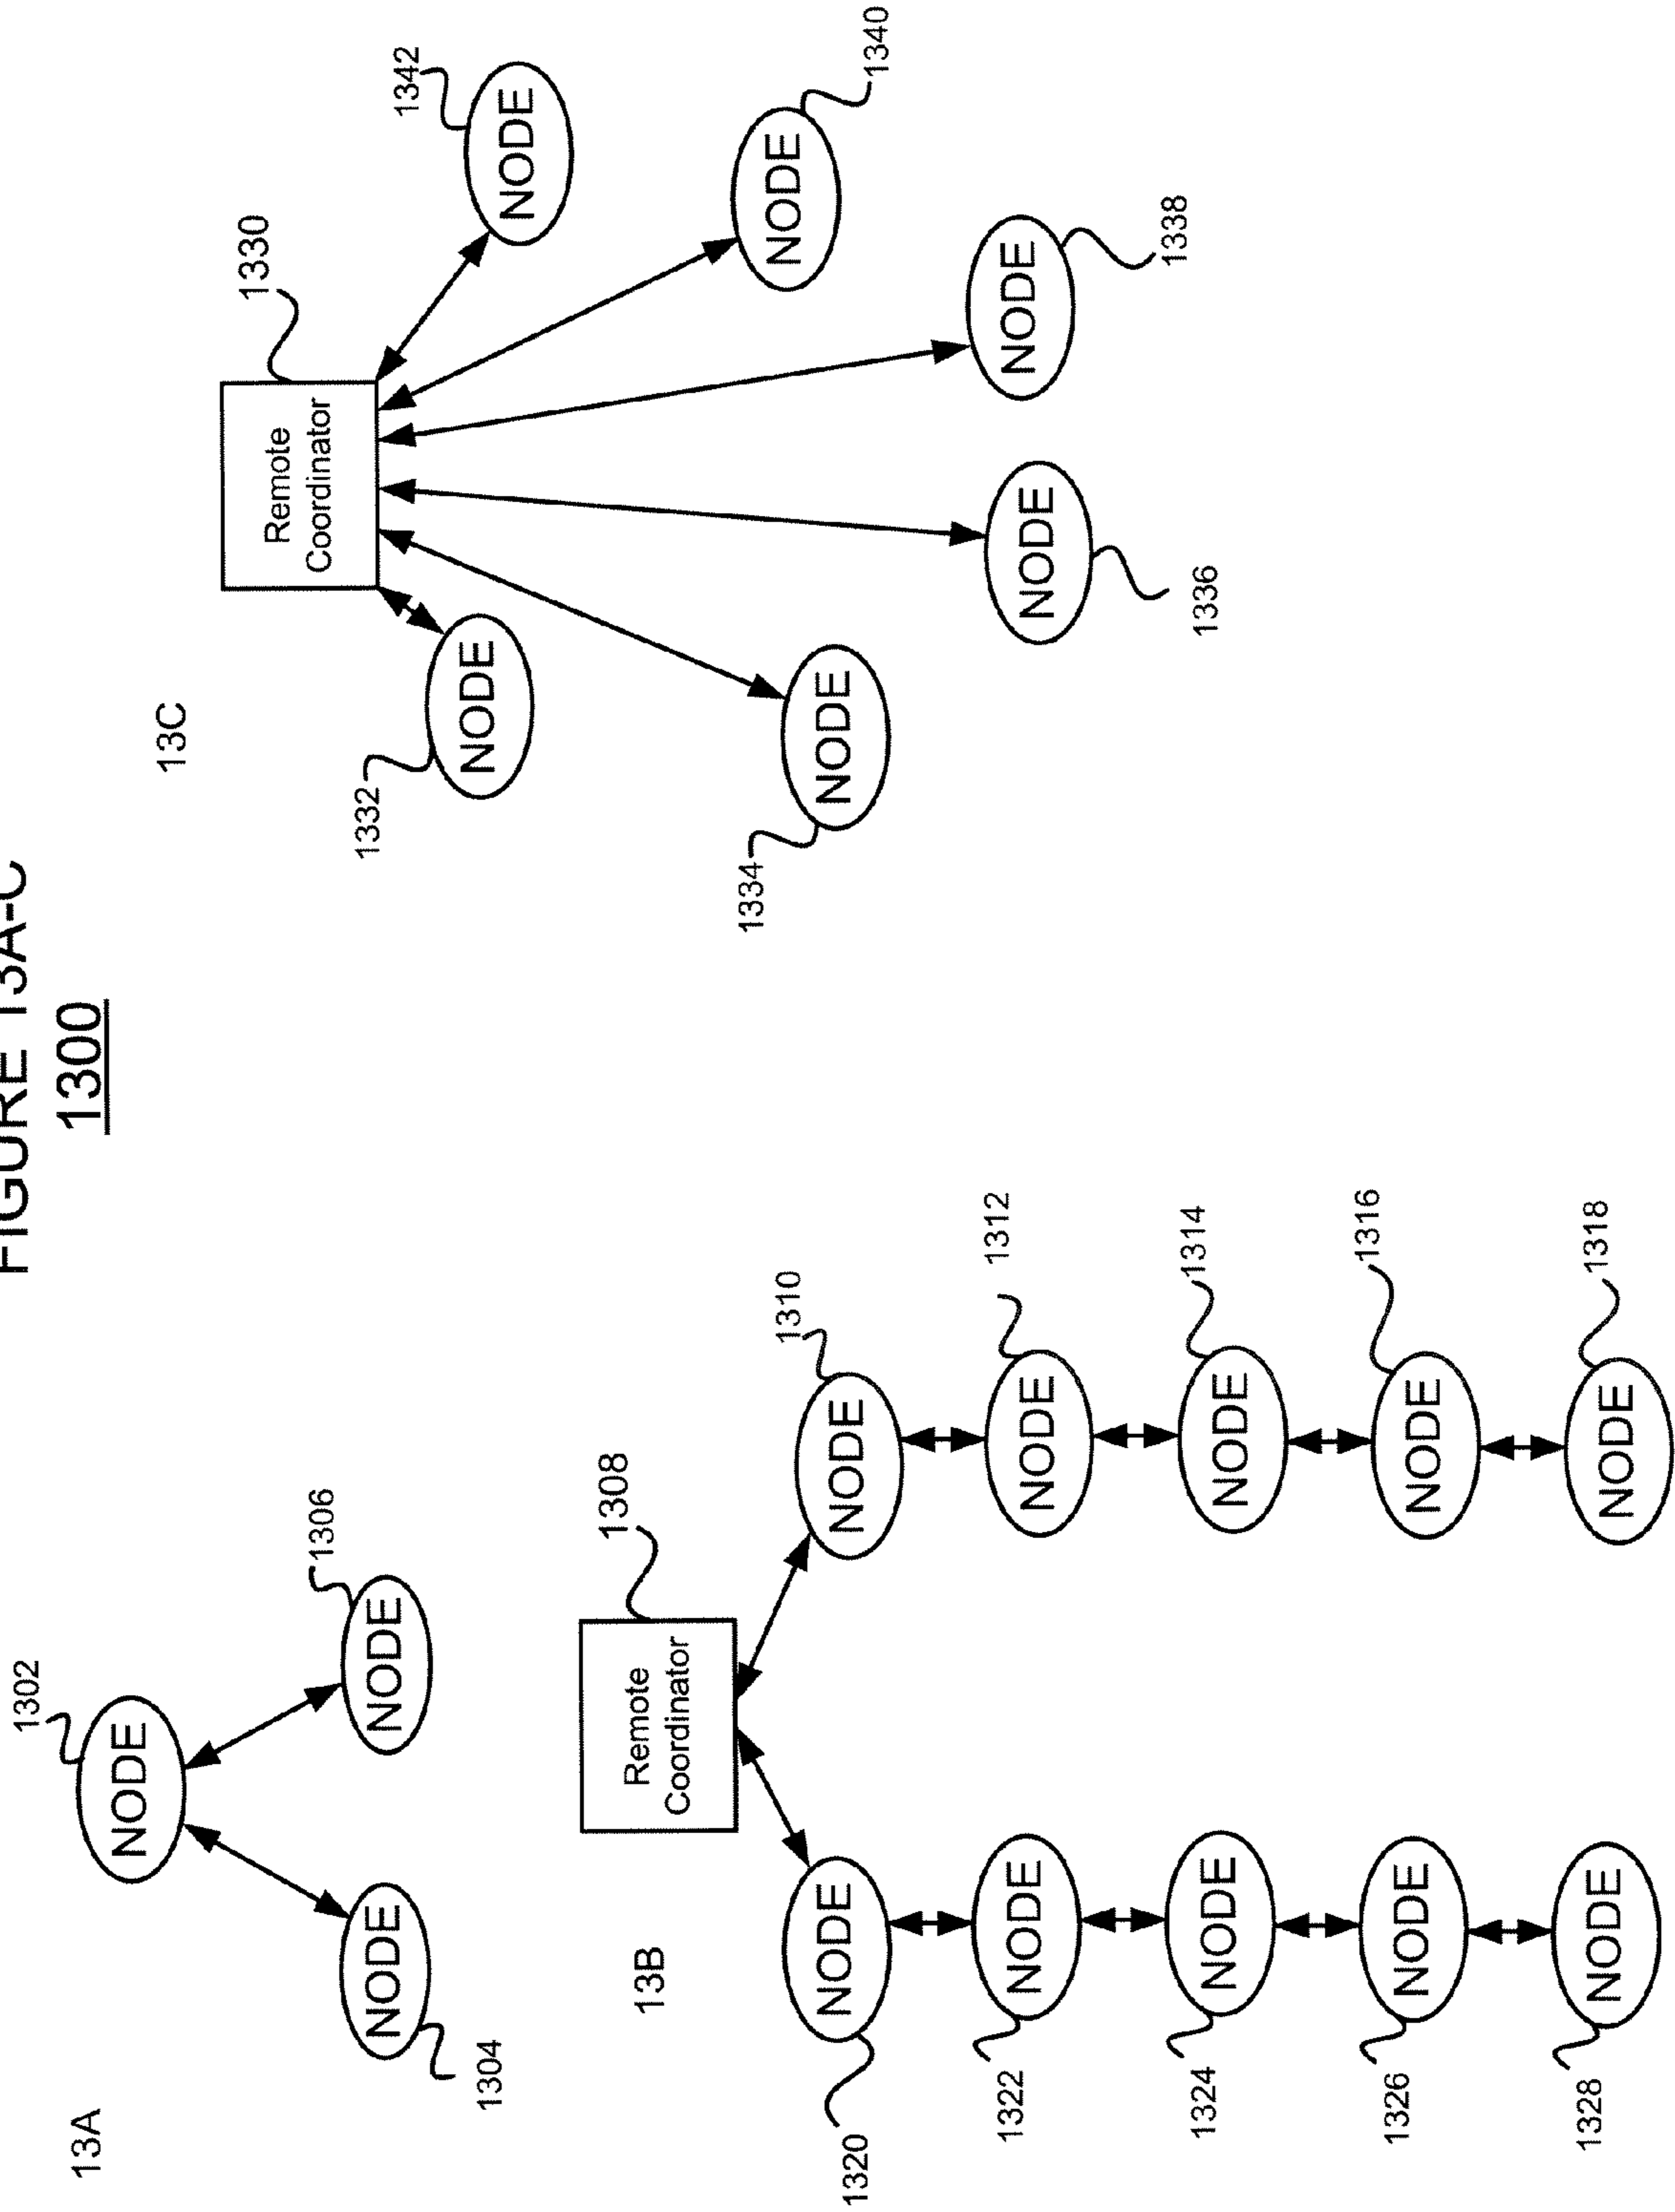 FIGURE 13A-C
1300
13A
1302
NODE
NODE
1304
NODE
1306
13B
Remote
Coordinator
1308
NODE
1320
NODE
1322
NODE
1324
NODE
1326
NODE
1328
NODE
1310
NODE
1312
NODE
1314
NODE
1316
NODE
1318
13C
Remote
Coordinator
1330
NODE
1332
NODE
1334
NODE
1336
NODE
1338
NODE
1340
NODE
1342